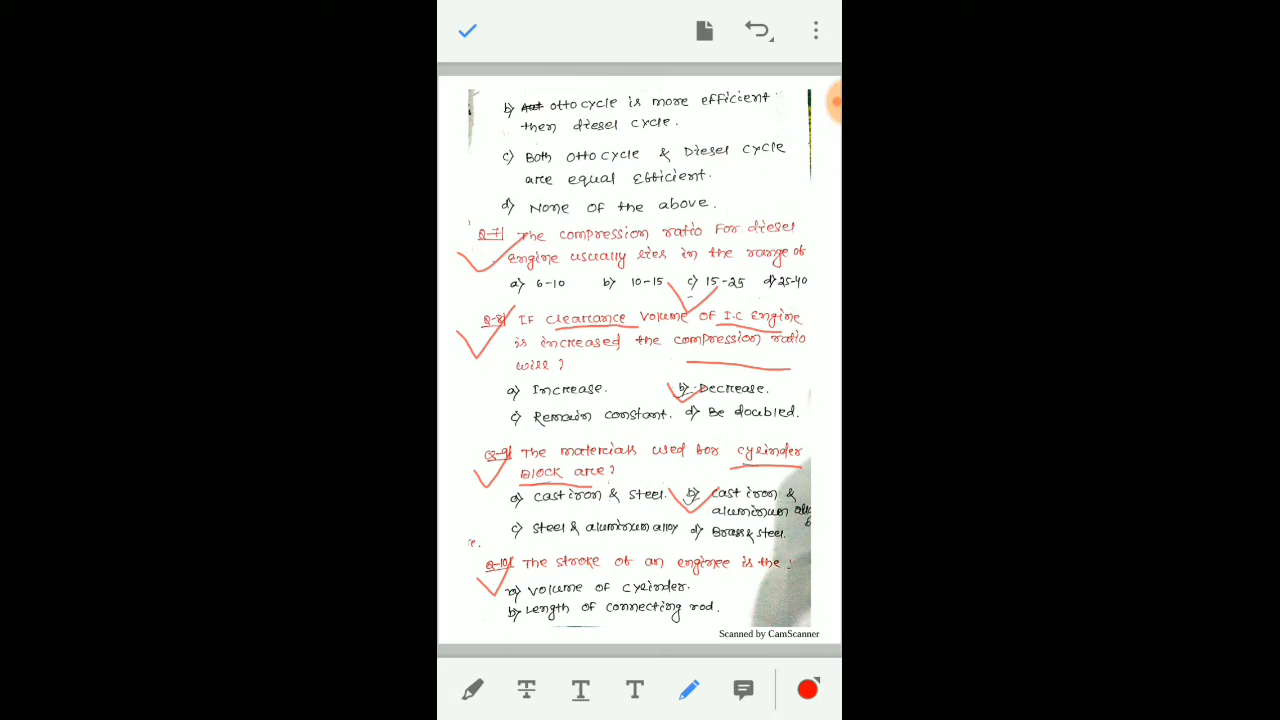 b) otto cycle is more efficient
then diesel cycle.
c) Both Otto cycle & Diesel cycle
are equal Efficient.
d) None of the above.
Q-7| The compression ratio For diesel
engine usually lies in the range of
a) 6-10 b) 10-15 c) 15-25 d) 25-40
Q-8| IF clearance volume of I.C Engine
is increased the compression ratio
will?
a) Increase. b) Decrease.
c) Remain constant. d) Be doubled.
Q-9| The materials used for cylinder
BLOCK are?
a) cast iron & steel. b) cast iron &
aluminum
c) steel & aluminum alloy d) Brass & steel.
Q-10| The stroke of an engine is the :
a) volume of cylinder.
b) Length of connecting rod.
Scanned by CamScanner
T T T